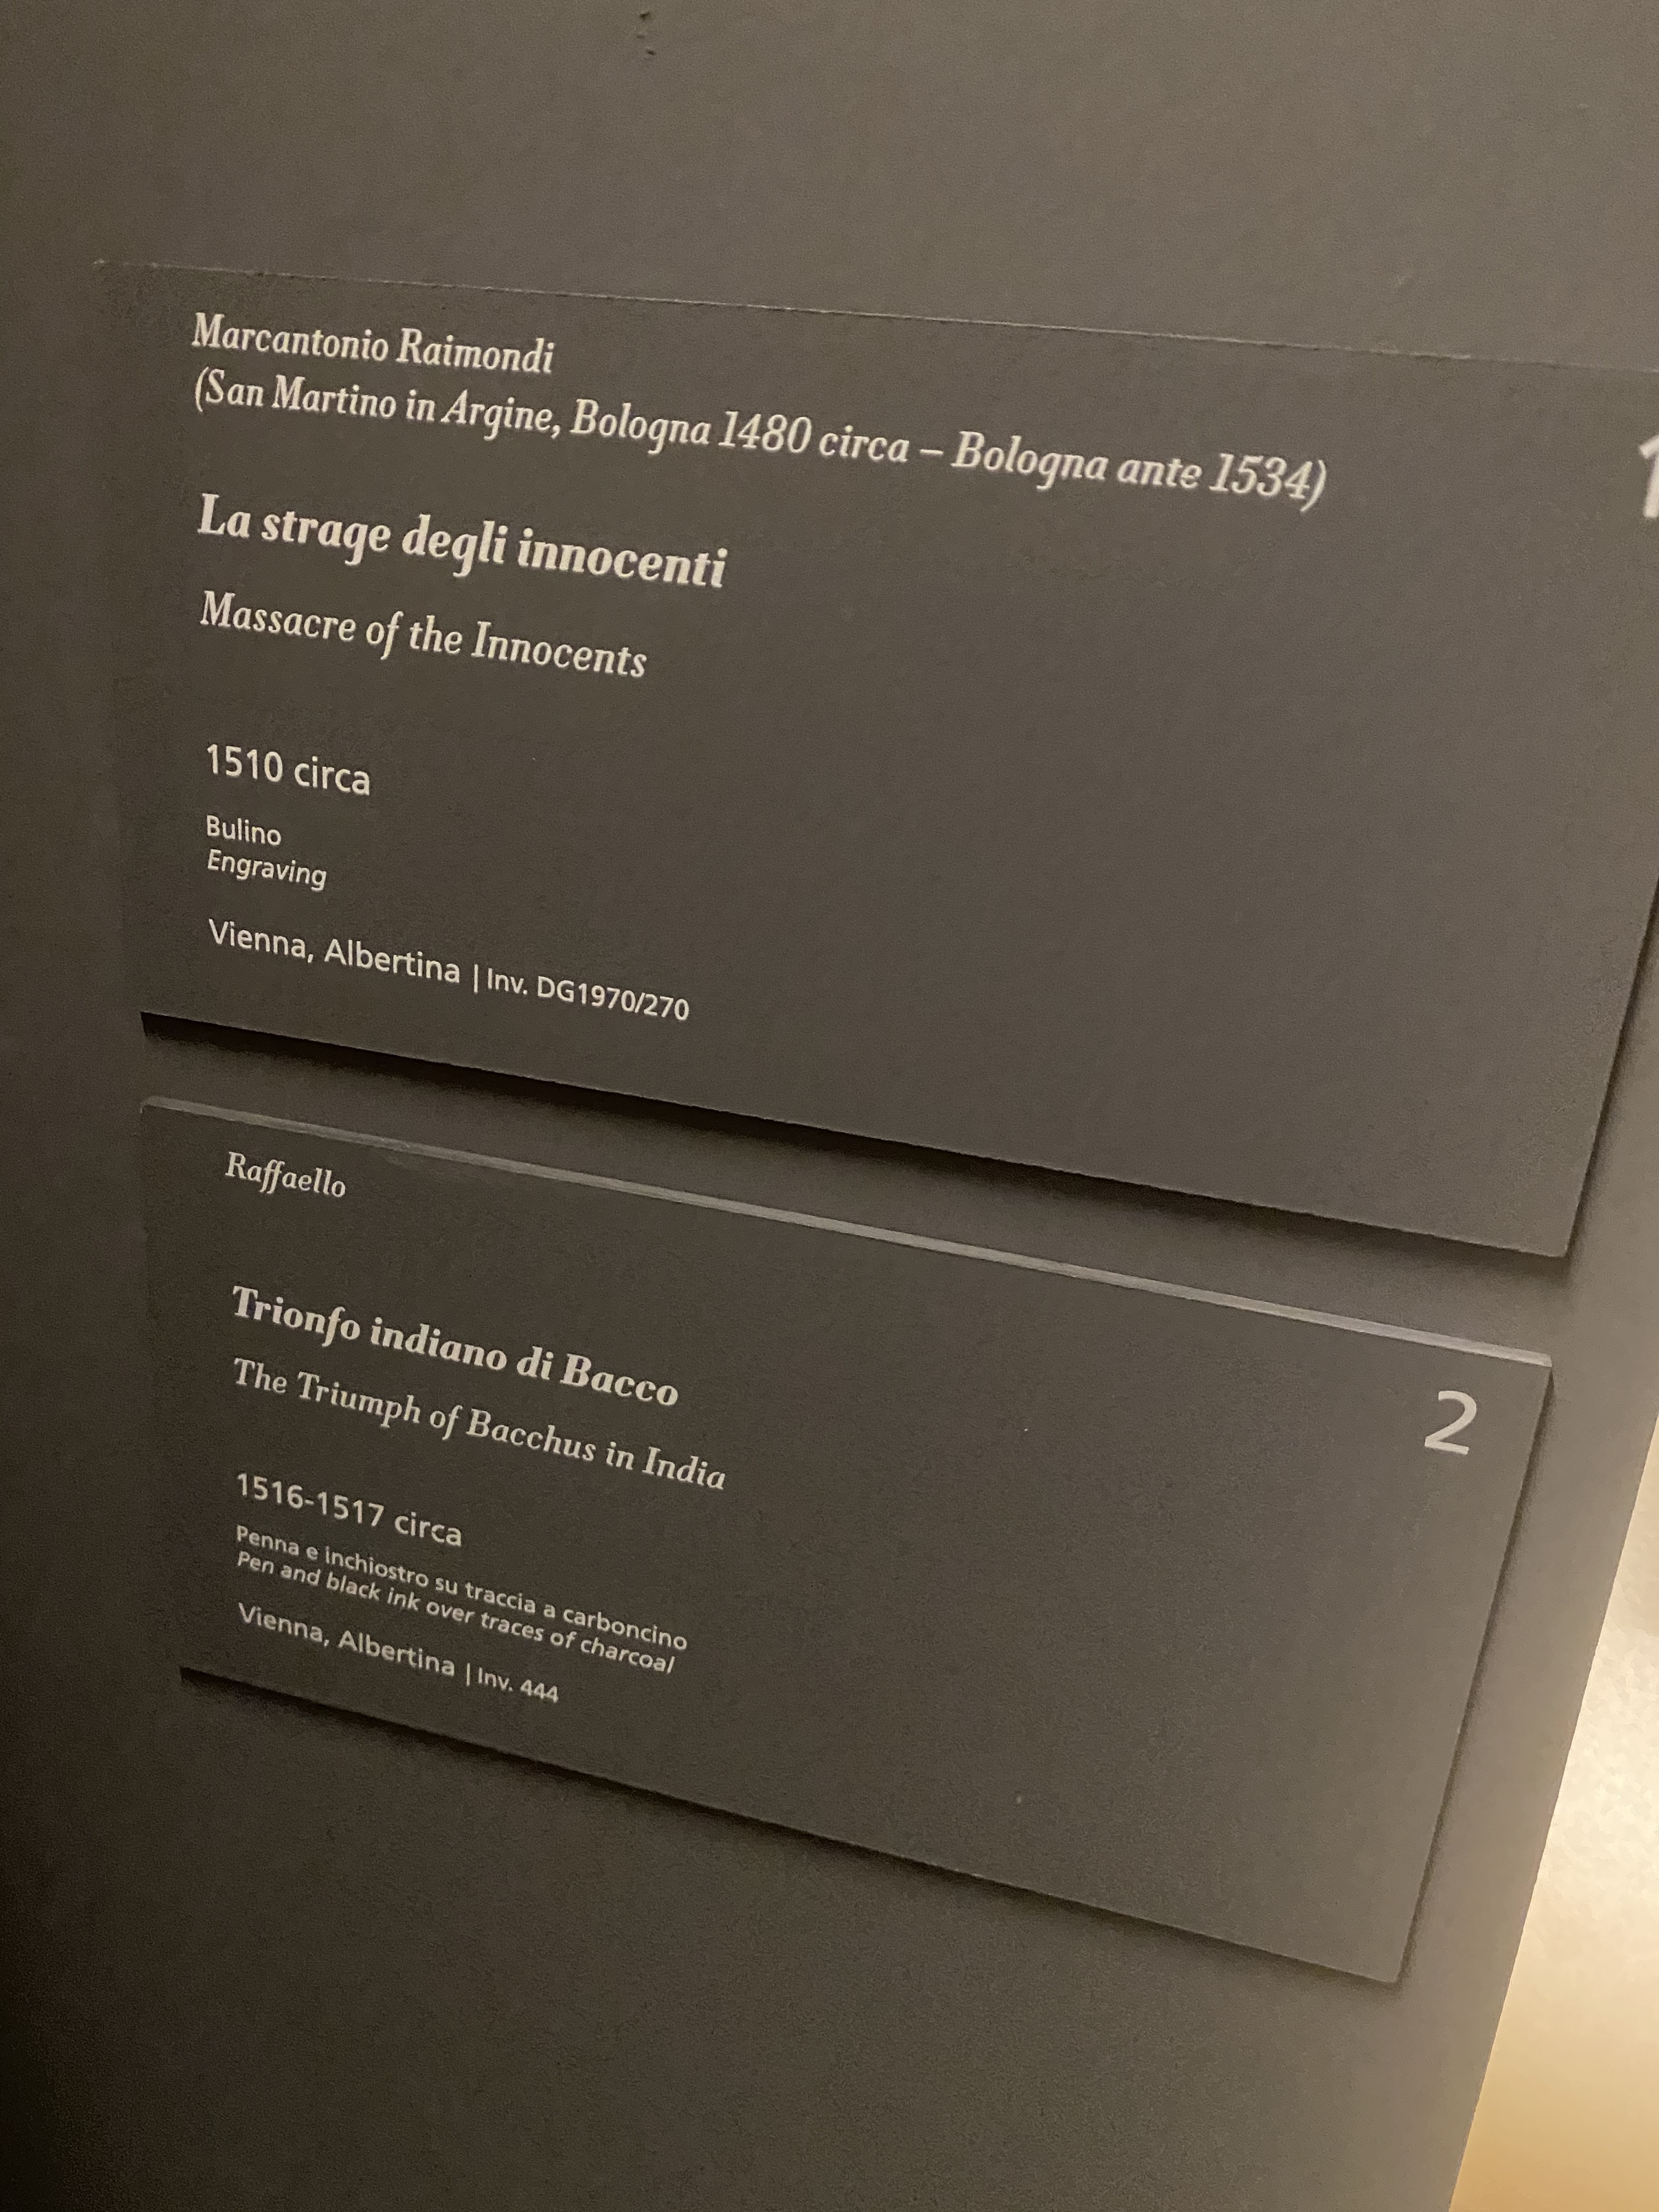 Marcantonio Raimondi
(San Martino in Argine, Bologna 1480 circa – Bologna ante 1534)
1
La strage degli innocenti
Massacre of the Innocents
1510 circa
Bulino
Engraving
Vienna, Albertina | Inv. DG1970/270
Raffaello
2
Trionfo indiano di Bacco
The Triumph of Bacchus in India
1516-1517 circa
Penna e inchiostro su traccia a carboncino
Pen and black ink over traces of charcoal
Vienna, Albertina | Inv. 444